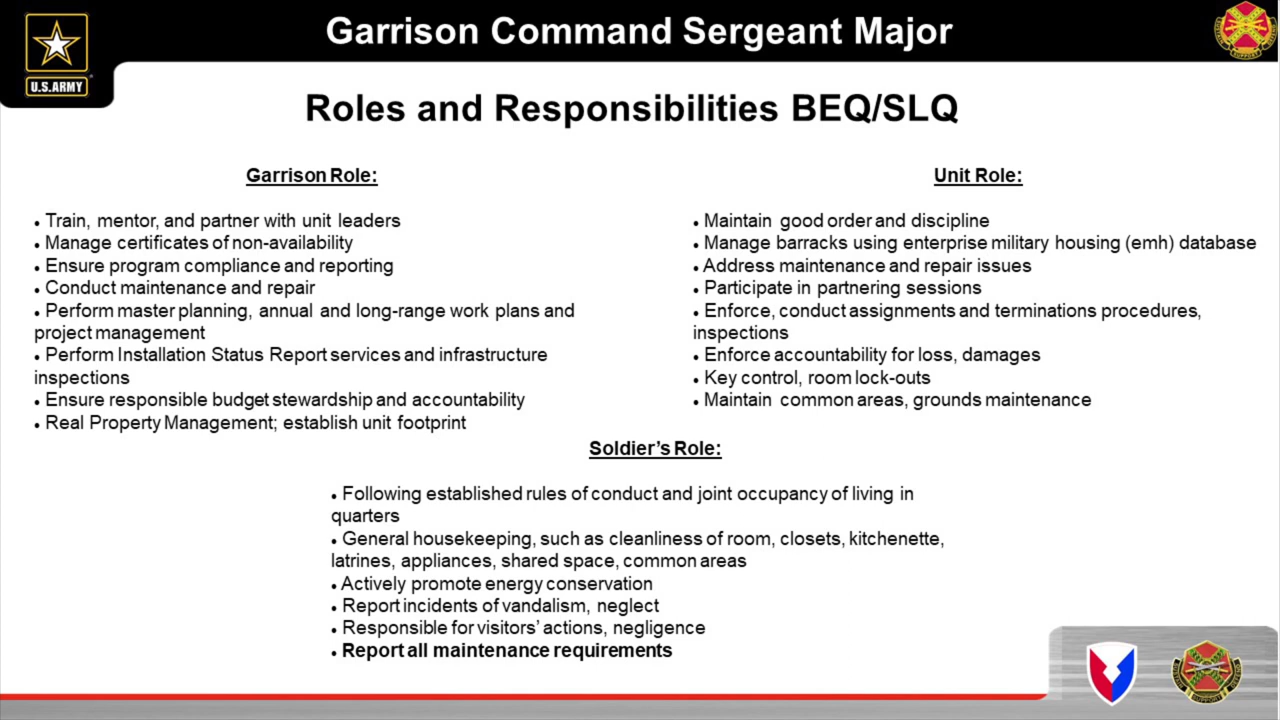 Garrison Command Sergeant Major
U.S.ARMY
Roles and Responsibilities BEQ/SLQ
Garrison Role:
• Train, mentor, and partner with unit leaders
• Manage certificates of non-availability
• Ensure program compliance and reporting
• Conduct maintenance and repair
• Perform master planning, annual and long-range work plans and
project management
• Perform Installation Status Report services and infrastructure
inspections
• Ensure responsible budget stewardship and accountability
• Real Property Management; establish unit footprint
Unit Role:
• Maintain good order and discipline
• Manage barracks using enterprise military housing (emh) database
• Address maintenance and repair issues
• Participate in partnering sessions
• Enforce, conduct assignments and terminations procedures,
inspections
• Enforce accountability for loss, damages
• Key control, room lock-outs
• Maintain common areas, grounds maintenance
Soldier’s Role:
• Following established rules of conduct and joint occupancy of living in
quarters
• General housekeeping, such as cleanliness of room, closets, kitchenette,
latrines, appliances, shared space, common areas
• Actively promote energy conservation
• Report incidents of vandalism, neglect
• Responsible for visitors’ actions, negligence
• Report all maintenance requirements